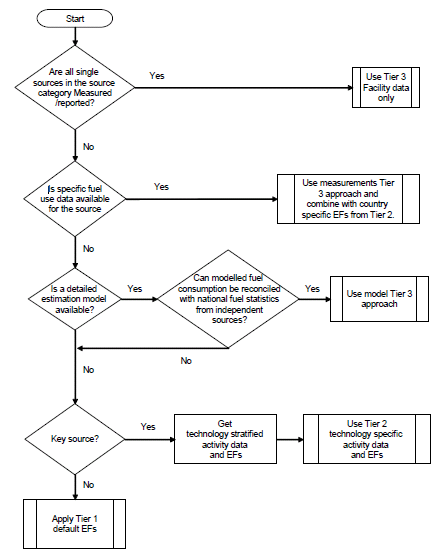 Start
Are all single
sources in the source
category Measured
/reported?
Yes
Use Tier 3
Facility data
only
No
Is specific fuel
use data available
for the source
Yes
Use measurements Tier
3 approach and
combine with country
specific EFs from Tier 2.
No
Is a detailed
estimation model
available?
Yes
Can modelled fuel
consumption be reconciled
with national fuel statistics
from independent
sources?
Yes
Use model Tier 3
approach
No
No
Key source?
Yes
Get
technology stratified
activity data
and EFs
Use Tier 2
technology specific
activity data
and EFs
No
Apply Tier 1
default EFs